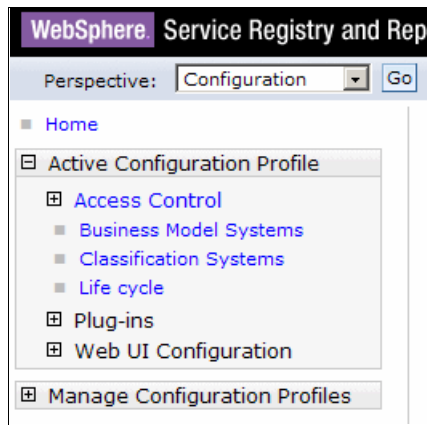 WebSphere. Service Registry and Rep
Perspective: Configuration Go
Home
Active Configuration Profile
Access Control
Business Model Systems
Classification Systems
Life cycle
Plug-ins
Web UI Configuration
Manage Configuration Profiles